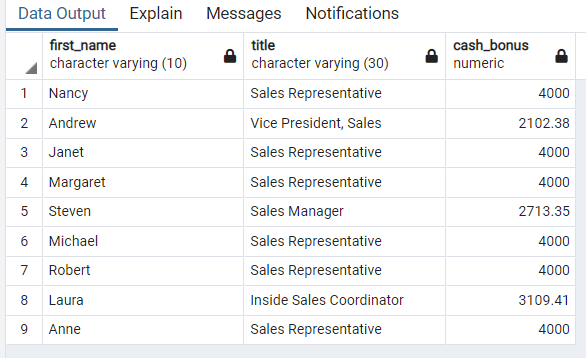 Data Output Explain Messages Notifications
first_name title cash_bonus
character varying (10) character varying (30) numeric
1 Nancy Sales Representative 4000
2 Andrew Vice President, Sales 2102.38
3 Janet Sales Representative 4000
4 Margaret Sales Representative 4000
5 Steven Sales Manager 2713.35
6 Michael Sales Representative 4000
7 Robert Sales Representative 4000
8 Laura Inside Sales Coordinator 3109.41
9 Anne Sales Representative 4000